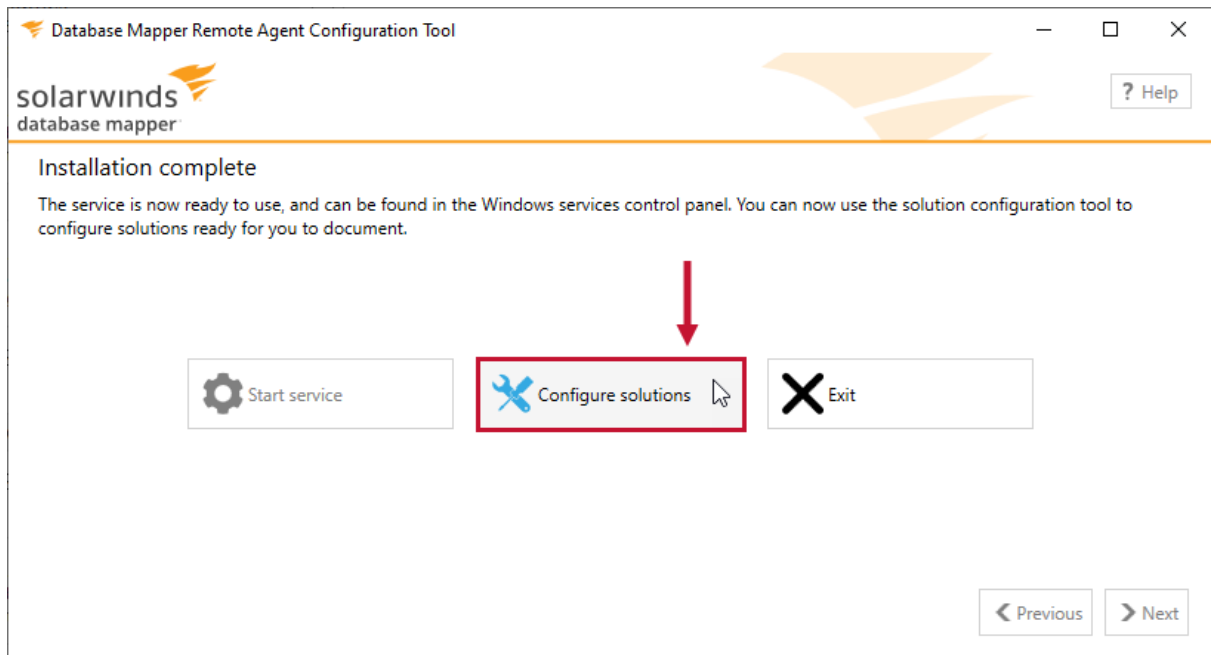 Database Mapper Remote Agent Configuration Tool
solarwinds
database mapper
? Help
Installation complete
The service is now ready to use, and can be found in the Windows services control panel. You can now use the solution configuration tool to
configure solutions ready for you to document.
Start service
Configure solutions
Exit
Previous
Next